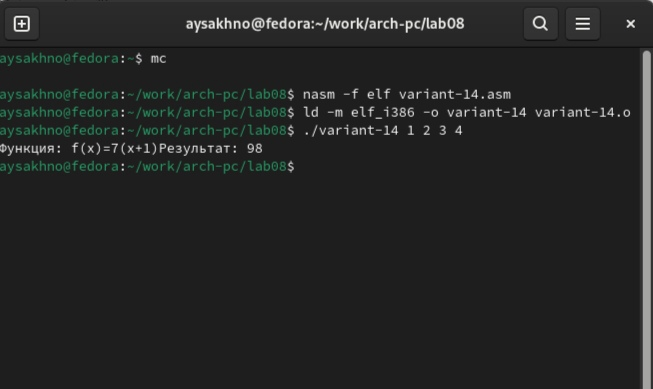 aysakhno@fedora:~/work/arch-pc/lab08
aysakhno@fedora:~$ mc
aysakhno@fedora:~/work/arch-pc/lab08$ nasm -f elf variant-14.asm
aysakhno@fedora:~/work/arch-pc/lab08$ ld -m elf_i386 -o variant-14 variant-14.o
aysakhno@fedora:~/work/arch-pc/lab08$ ./variant-14 1 2 3 4
Функция: f(x)=7(x+1)Результат: 98
aysakhno@fedora:~/work/arch-pc/lab08$